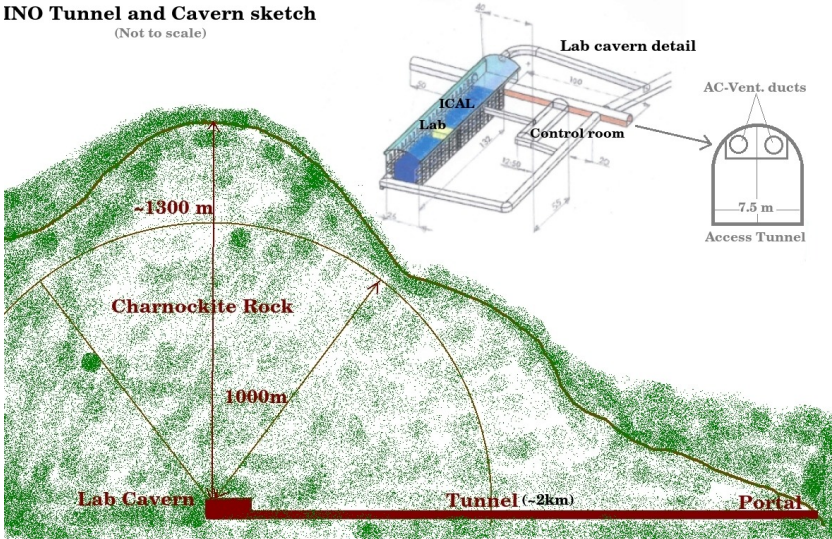 INO Tunnel and Cavern sketch
(Not to scale)
40
Lab cavern detail
ICAL
Lab
Control room
AC-Vent. ducts
7.5 m
Access Tunnel
~1300 m
Charnockite Rock
1000m
Lab Cavern
Tunnel (~2km)
Portal